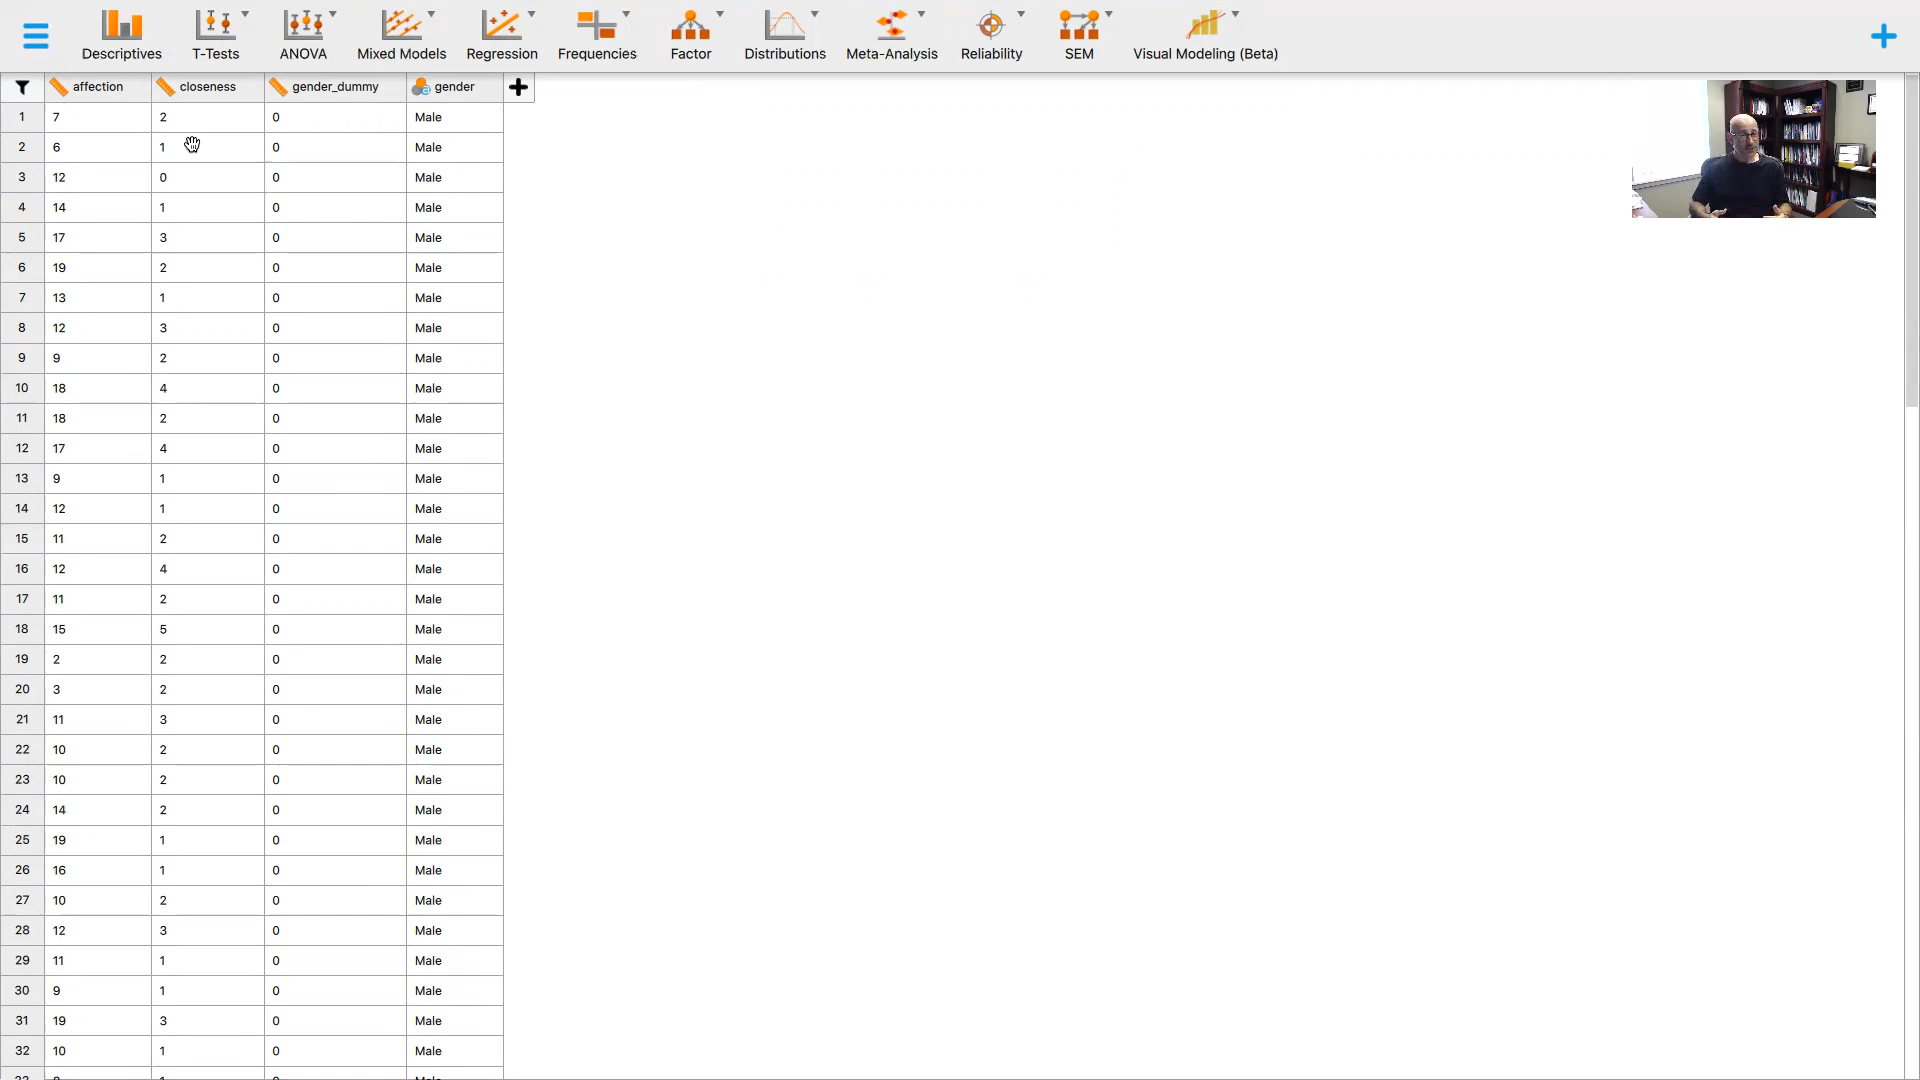 Descriptives T-Tests ANOVA Mixed Models Regression Frequencies Factor Distributions Meta-Analysis Reliability SEM Visual Modeling (Beta)
affection closeness gender_dummy gender
1 7 2 0 Male
2 6 1 0 Male
3 12 0 0 Male
4 14 1 0 Male
5 17 3 0 Male
6 19 2 0 Male
7 13 1 0 Male
8 12 3 0 Male
9 9 2 0 Male
10 18 4 0 Male
11 18 2 0 Male
12 17 4 0 Male
13 9 1 0 Male
14 12 1 0 Male
15 11 2 0 Male
16 12 4 0 Male
17 11 2 0 Male
18 15 5 0 Male
19 2 2 0 Male
20 3 2 0 Male
21 11 3 0 Male
22 10 2 0 Male
23 10 2 0 Male
24 14 2 0 Male
25 19 1 0 Male
26 16 1 0 Male
27 10 2 0 Male
28 12 3 0 Male
29 11 1 0 Male
30 9 1 0 Male
31 19 3 0 Male
32 10 1 0 Male